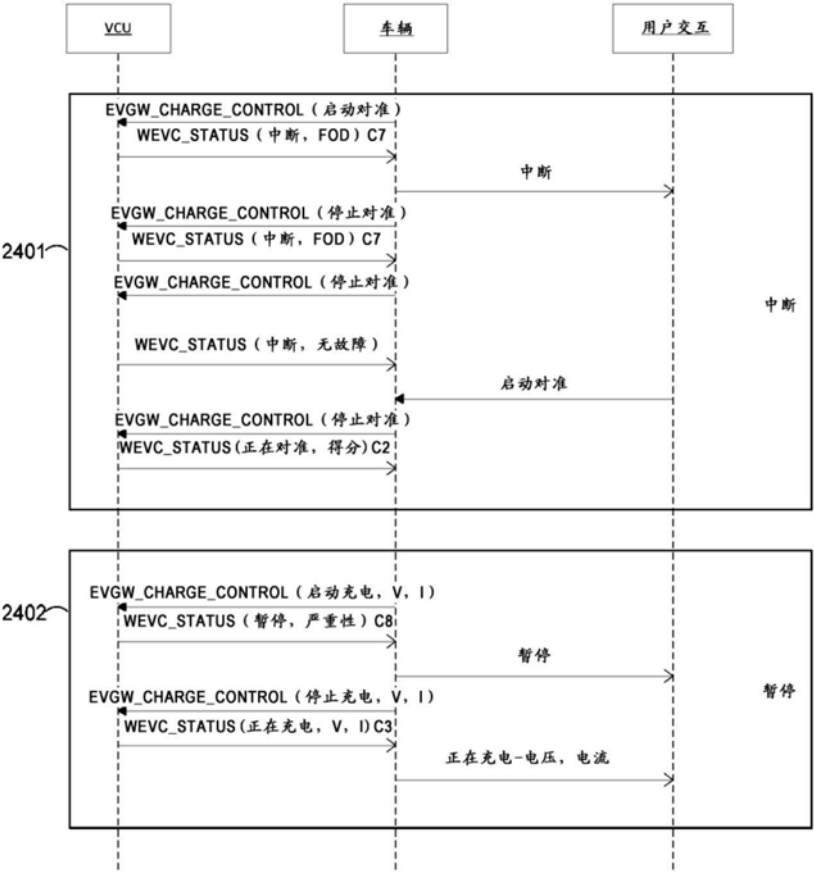 VCU
车辆
用户交互
EVGW_CHARGE_CONTROL（启动对准）
WEVC_STATUS（中断，FOD）C7
中断
EVGW_CHARGE_CONTROL（停止对准）
WEVC_STATUS（中断，FOD）C7
2401
EVGW_CHARGE_CONTROL（停止对准）
中断
WEVC_STATUS（中断，无故障）
启动对准
EVGW_CHARGE_CONTROL（停止对准）
WEVC_STATUS(正在对准，得分)C2
EVGW_CHARGE_CONTROL（启动充电，V，I）
2402
WEVC_STATUS（暂停，严重性）C8
暂停
暂停
EVGW_CHARGE_CONTROL（停止充电，V，I）
WEVC_STATUS(正在充电，V，I)C3
正在充电-电压，电流